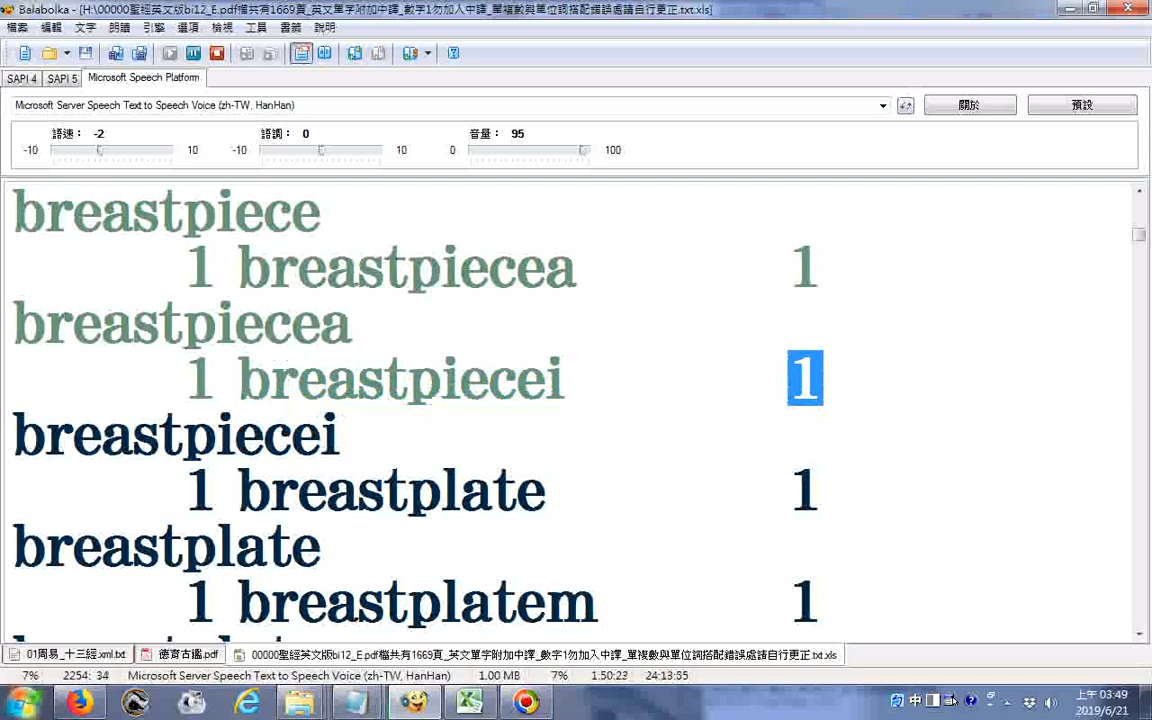 Balabolka - [H:\00000聖經英文版bi12_E.pdf檔共有1669頁_英文單字附加中譯_數字1勿加入中譯_單複數與單位詞搭配錯誤處請自行更正.txt.xls]
檔案 編輯 文字 朗讀 引擎 選項 檢視 工具 書籤 說明
SAPI 4 SAPI 5 Microsoft Speech Platform
Microsoft Server Speech Text to Speech Voice (zh-TW, HanHan) 關於 預設
語速： -2 語調： 0 音量： 95
-10 10 -10 10 0 100
breastpiece
1 breastpiecea 1
breastpiecea
1 breastpiecei 1
breastpiecei
1 breastplate 1
breastplate
1 breastplatem 1
01周易_十三經.xml.txt 德育古鑑.pdf 00000聖經英文版bi12_E.pdf檔共有1669頁_英文單字附加中譯_數字1勿加入中譯_單複數與單位詞搭配錯誤處請自行更正.txt.xls
7% 2254: 34 Microsoft Server Speech Text to Speech Voice (zh-TW, HanHan) 1.00 MB 7% 1:50:23 24:13:55
中 上午 03:49
2019/6/21